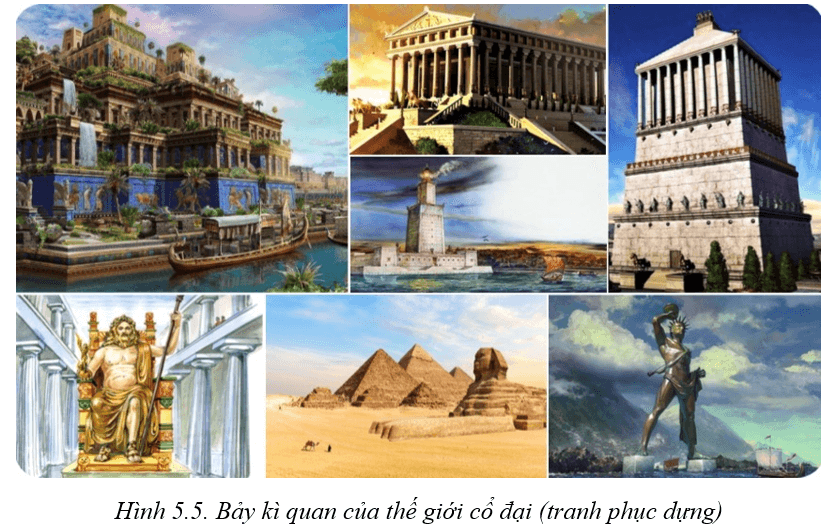 Hình 5.5. Bảy kì quan của thế giới cổ đại (tranh phục dựng)